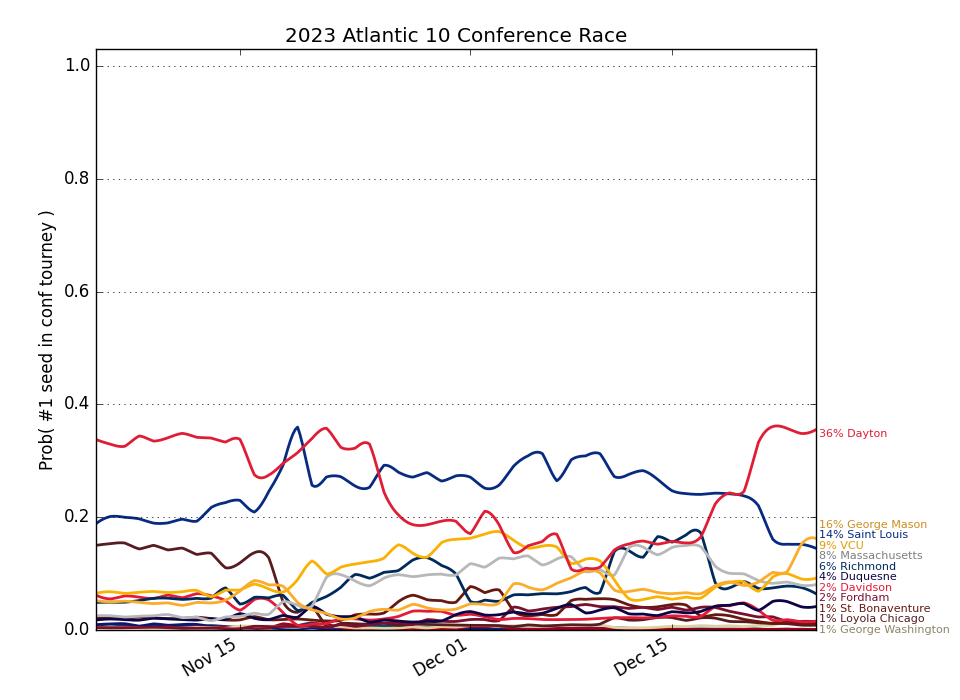 2023 Atlantic 10 Conference Race
Prob( #1 seed in conf tourney )
1.0
0.8
0.6
0.4
0.2
0.0
Nov 15
Dec 01
Dec 15
36% Dayton
16% George Mason
14% Saint Louis
9% VCU
8% Massachusetts
6% Richmond
4% Duquesne
2% Davidson
2% Fordham
1% St. Bonaventure
1% Loyola Chicago
1% George Washington